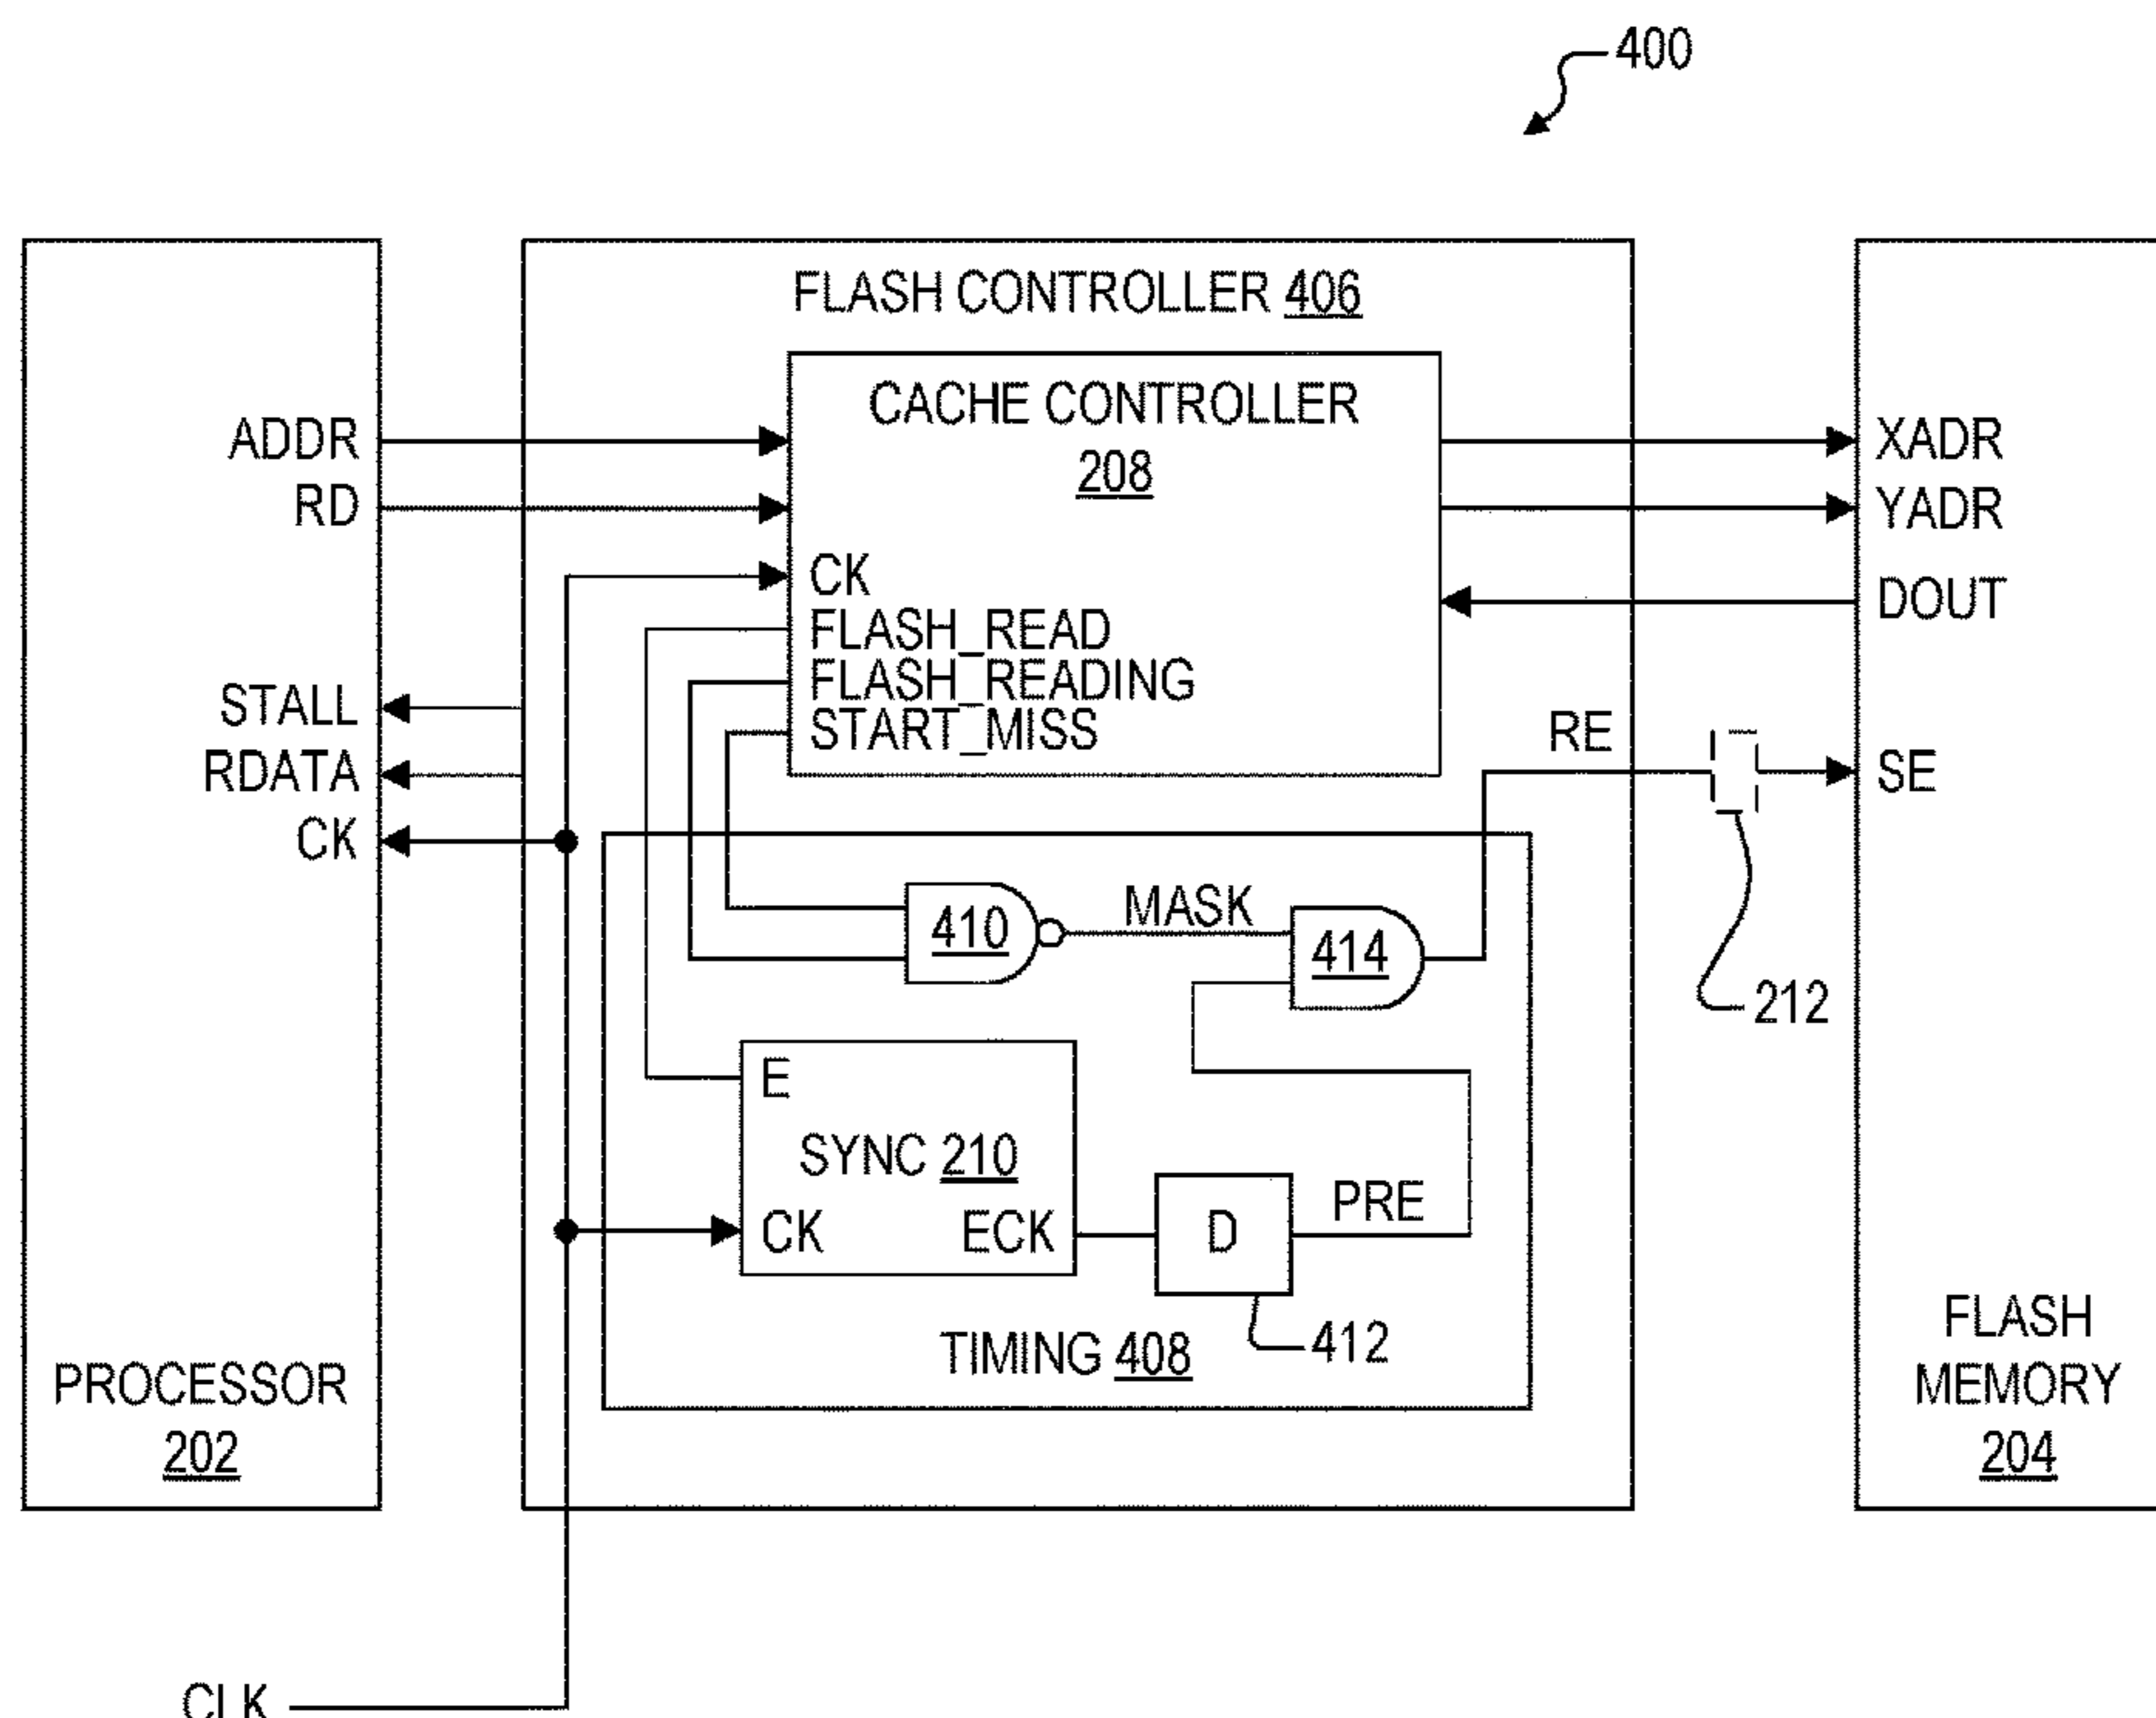 400
FLASH CONTROLLER 406
CACHE CONTROLLER
208
ADDR
RD
CK
FLASH_READ
FLASH_READING
START_MISS
XADR
YADR
DOUT
STALL
RDATA
CK
RE
SE
410
MASK
414
212
E
SYNC 210
CK
ECK
D
PRE
412
TIMING 408
PROCESSOR
202
FLASH
MEMORY
204
CLK